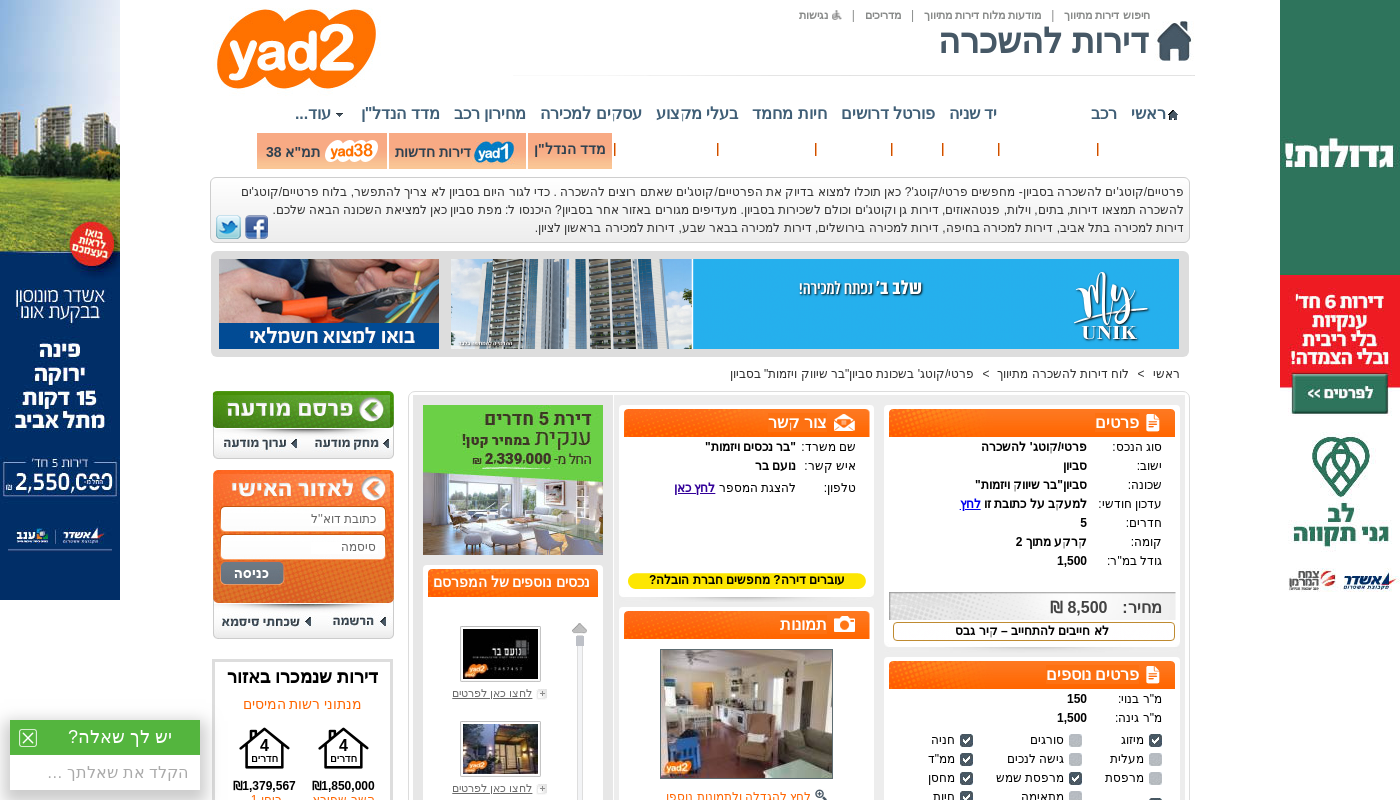 חיפוש דירות מתיווך | מודעות מלוח דירות מתיווך | מדריכים | נגישות
דירות להשכרה
yad2
ראשי רכב יד שניה פורטל דרושים חיות מחמד בעלי מקצוע עסקים למכירה מחירון רכב מדד הנדל"ן עוד...
מדד הנדל"ן yad1 דירות חדשות yad38 תמ"א 38
פרטיים/קוטג'ים להשכרה בסביון- מחפשים פרטי/קוטג'? כאן תוכלו למצוא בדיוק את הפרטיים/קוטג'ים שאתם רוצים להשכרה . כדי לגור היום בסביון לא צריך להתפשר, בלוח פרטיים/קוטג'ים
להשכרה תמצאו דירות, בתים, וילות, פנטהאוזים, דירות גן וקוטג'ים וכולם לשכירות בסביון. מעדיפים מגורים באזור אחר בסביון? היכנסו ל: מפת סביון כאן למציאת השכונה הבאה שלכם.
דירות למכירה בתל אביב, דירות למכירה בחיפה, דירות למכירה בירושלים, דירות למכירה בבאר שבע, דירות למכירה בראשון לציון.
My UNIK
שלב ב' נפתח למכירה!
בואו למצוא חשמלאי
ראשי > לוח דירות להשכרה מתיווך > פרטי/קוטג' בשכונת סביון"בר שיווק ויזמות" בסביון
פרטים
סוג הנכס: פרטי/קוטג' להשכרה
ישוב: סביון
שכונה: סביון"בר שיווק ויזמות"
עדכון חודשי: למעקב על כתובת זו לחץ
חדרים: 5
קומה: קרקע מתוך 2
גודל במ"ר: 1,500
מחיר: 8,500 ₪
לא חייבים להתחייב – קיר גבס
פרטים נוספים
מ"ר בנוי: 150
מ"ר גינה: 1,500
מיזוג סורגים חניה
מעלית גישה לנכים ממ"ד
מרפסת מרפסת שמש מחסן
מתאימה חיות
צור קשר
שם משרד: "בר נכסים ויזמות"
איש קשר: נועם בר
טלפון: להצגת המספר לחץ כאן
עוברים דירה? מחפשים חברת הובלה?
תמונות
yad2
לחץ להגדלה ולתמונות נוספו
דירת 5 חדרים
ענקית במחיר קטן!
החל מ- 2,339,000 ₪
נכסים נוספים של המפרסם
נועם בר
yad2
לחצו כאן לפרטים
yad2
לחצו כאן לפרטים
פרסם מודעה
מחק מודעה ערוך מודעה
לאזור האישי
כתובת דוא"ל
סיסמה
כניסה
הרשמה שכחתי סיסמא
דירות שנמכרו באזור
מנתוני רשות המיסים
4 חדרים 4 חדרים
₪1,850,000 ₪1,379,567
גדולות!
דירות 6 חד'
ענקיות
בלי ריבית
ובלי הצמדה!
לפרטים >>
לב
גני תקווה
אשדר
צמח המרמן
בואו
לראות
בעצמכם
אשדר מונוסון
בבקעת אונו
פינה
ירוקה
15 דקות
מתל אביב
דירות 5 חד'
החל מ- 2,550,000 ₪
אשדר
ענב
יש לך שאלה?
הקלד את שאלתך ...